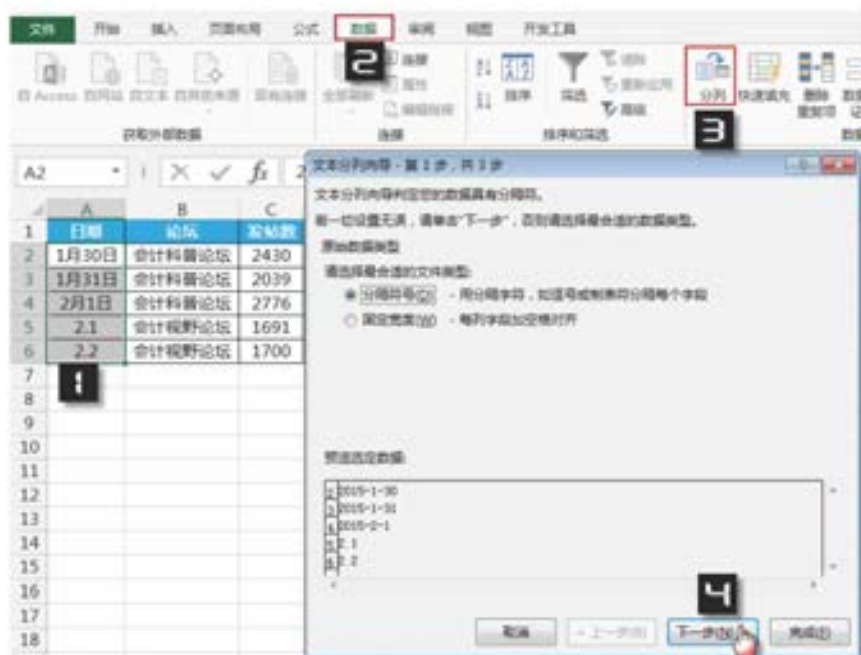 文件 开始 插入 页面布局 公式 数据 审阅 视图 开发工具
2
自 Access 自网站 自文本 自其他来源 现有连接 全部刷新 连接 属性 编辑链接 排序 筛选 清除 重新应用 高级 分列 快速填充 删除重复项
获取外部数据 连接 排序和筛选
3
A2 fx 2
A B C
1 日期 论坛 发帖数
2 1月30日 会计科普论坛 2430
3 1月31日 会计科普论坛 2039
4 2月1日 会计科普论坛 2776
5 2.1 会计视野论坛 1691
6 2.2 会计视野论坛 1700
1
7
8
9
10
11
12
13
14
15
16
17
18
文本分列向导 - 第 1 步，共 3 步
文本分列向导判定您的数据具有分隔符。
若一切设置无误，请单击“下一步”，否则请选择最合适的数据类型。
原始数据类型
请选择最合适的文件类型:
分隔符号(D) - 用分隔字符，如逗号或制表符分隔每个字段
固定宽度(W) - 每列字段加空格对齐
预览选定数据:
2 2015-1-30
3 2015-1-31
4 2015-2-1
5 2.1
6 2.2
4
取消 < 上一步(B) 下一步(N) 完成(F)